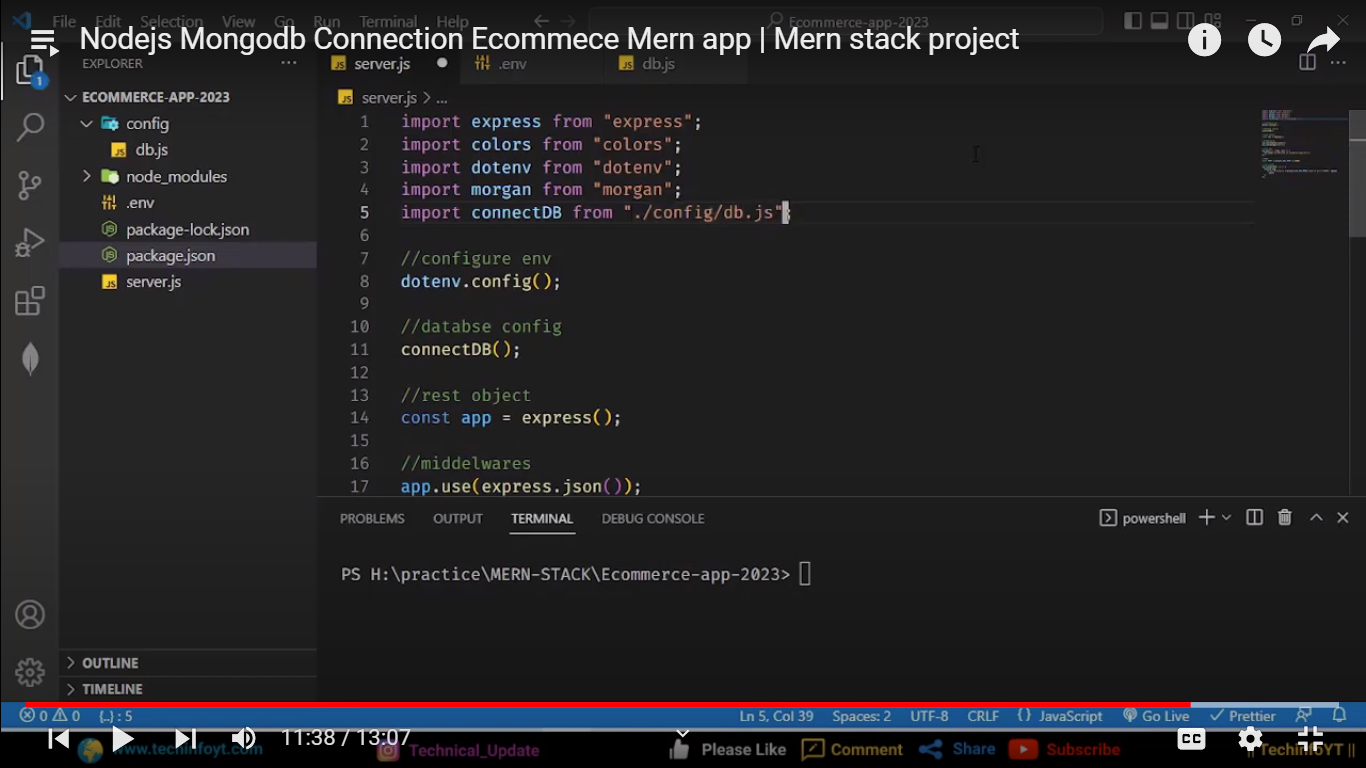 File Edit Selection View Go Run Terminal Help
Ecommerce-app-2023
Nodejs Mongodb Connection Ecommece Mern app | Mern stack project
EXPLORER
server.js
.env
db.js
1
ECOMMERCE-APP-2023
config
db.js
node_modules
.env
package-lock.json
package.json
server.js
server.js > ...
1 import express from "express";
2 import colors from "colors";
3 import dotenv from "dotenv";
4 import morgan from "morgan";
5 import connectDB from "./config/db.js";
6
7 //configure env
8 dotenv.config();
9
10 //databse config
11 connectDB();
12
13 //rest object
14 const app = express();
15
16 //middelwares
17 app.use(express.json());
PROBLEMS OUTPUT TERMINAL DEBUG CONSOLE
powershell
PS H:\practice\MERN-STACK\Ecommerce-app-2023>
OUTLINE
TIMELINE
0 0 {..} : 5
Ln 5, Col 39 Spaces: 2 UTF-8 CRLF {} JavaScript Go Live Prettier
www.techinfoyt.com
11:38 / 13:07
Technical_Update
Please Like Comment Share Subscribe
CC
|| TechinfoYT ||